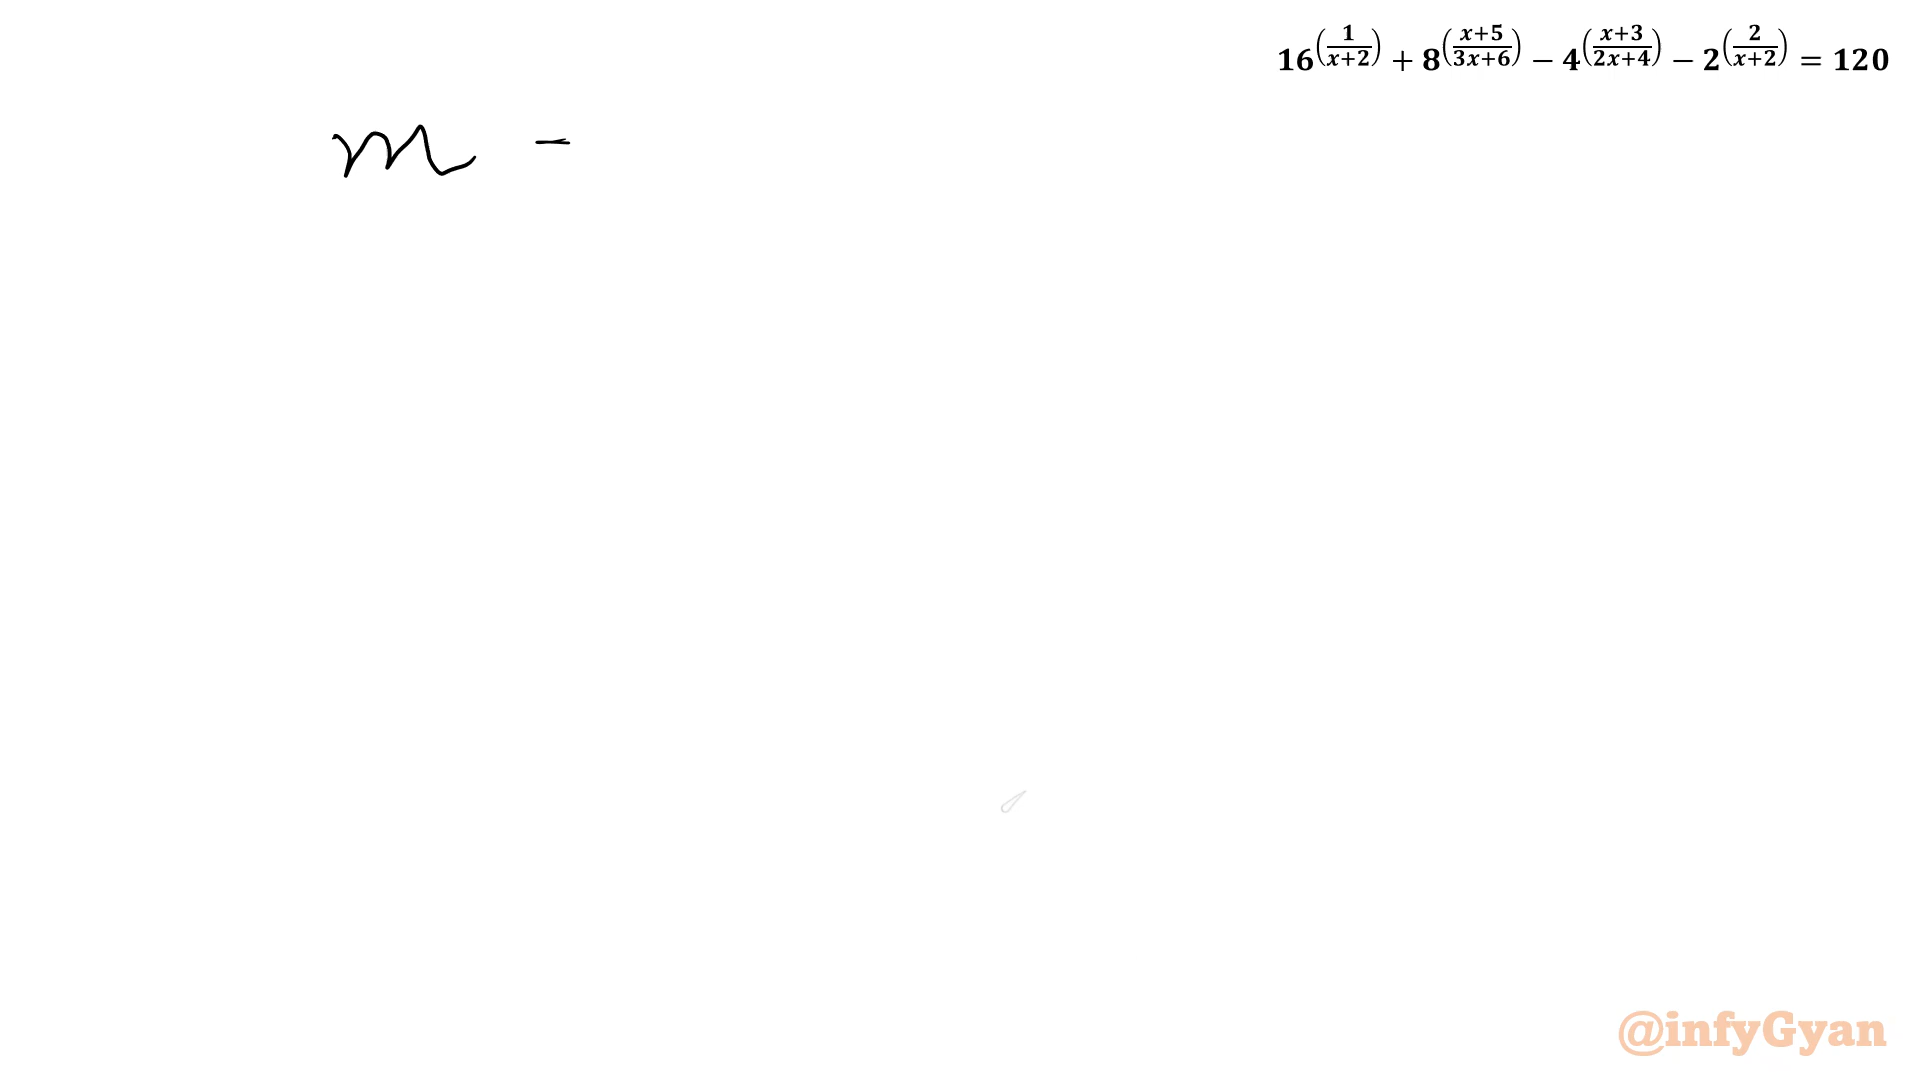 16^(1/(x+2)) + 8^((x+5)/(3x+6)) − 4^((x+3)/(2x+4)) − 2^(2/(x+2)) = 120
m −
@infyGyan